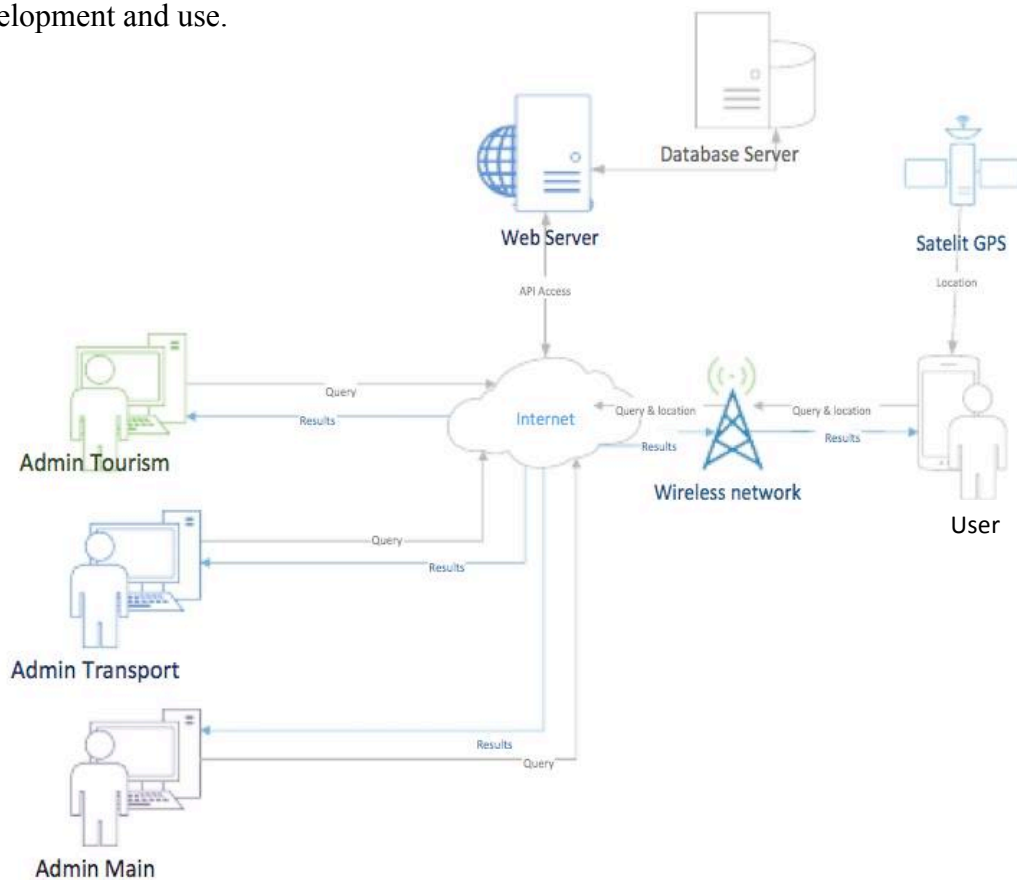 elopment and use.
Database Server
Web Server
Satelit GPS
API Access
Location
Query
Results
Internet
Query & location
Query & location
Results
Results
Admin Tourism
Wireless network
User
Query
Results
Admin Transport
Results
Query
Admin Main